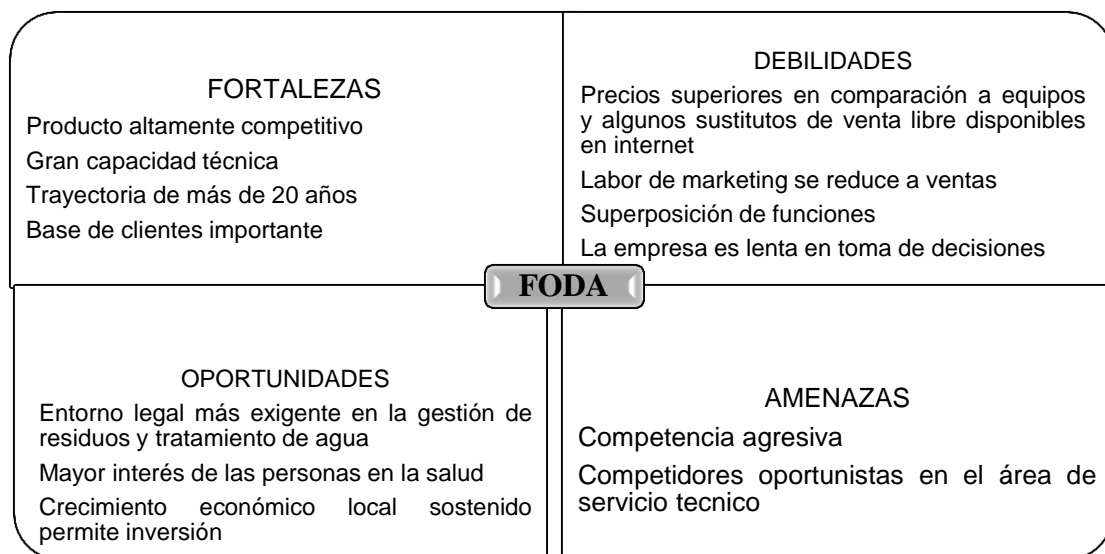 FORTALEZAS
Producto altamente competitivo
Gran capacidad técnica
Trayectoria de más de 20 años
Base de clientes importante
DEBILIDADES
Precios superiores en comparación a equipos
y algunos sustitutos de venta libre disponibles
en internet
Labor de marketing se reduce a ventas
Superposición de funciones
La empresa es lenta en toma de decisiones
FODA
OPORTUNIDADES
Entorno legal más exigente en la gestión de
residuos y tratamiento de agua
Mayor interés de las personas en la salud
Crecimiento económico local sostenido
permite inversión
AMENAZAS
Competencia agresiva
Competidores oportunistas en el área de
servicio tecnico